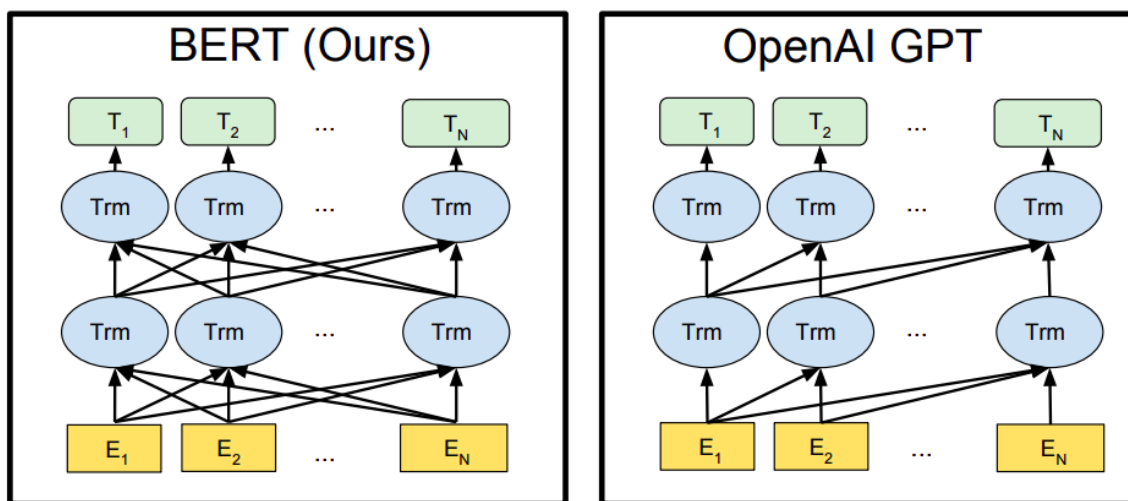 BERT (Ours)
T1 T2 ... TN
Trm Trm ... Trm
Trm Trm ... Trm
E1 E2 ... EN
OpenAI GPT
T1 T2 ... TN
Trm Trm ... Trm
Trm Trm ... Trm
E1 E2 ... EN